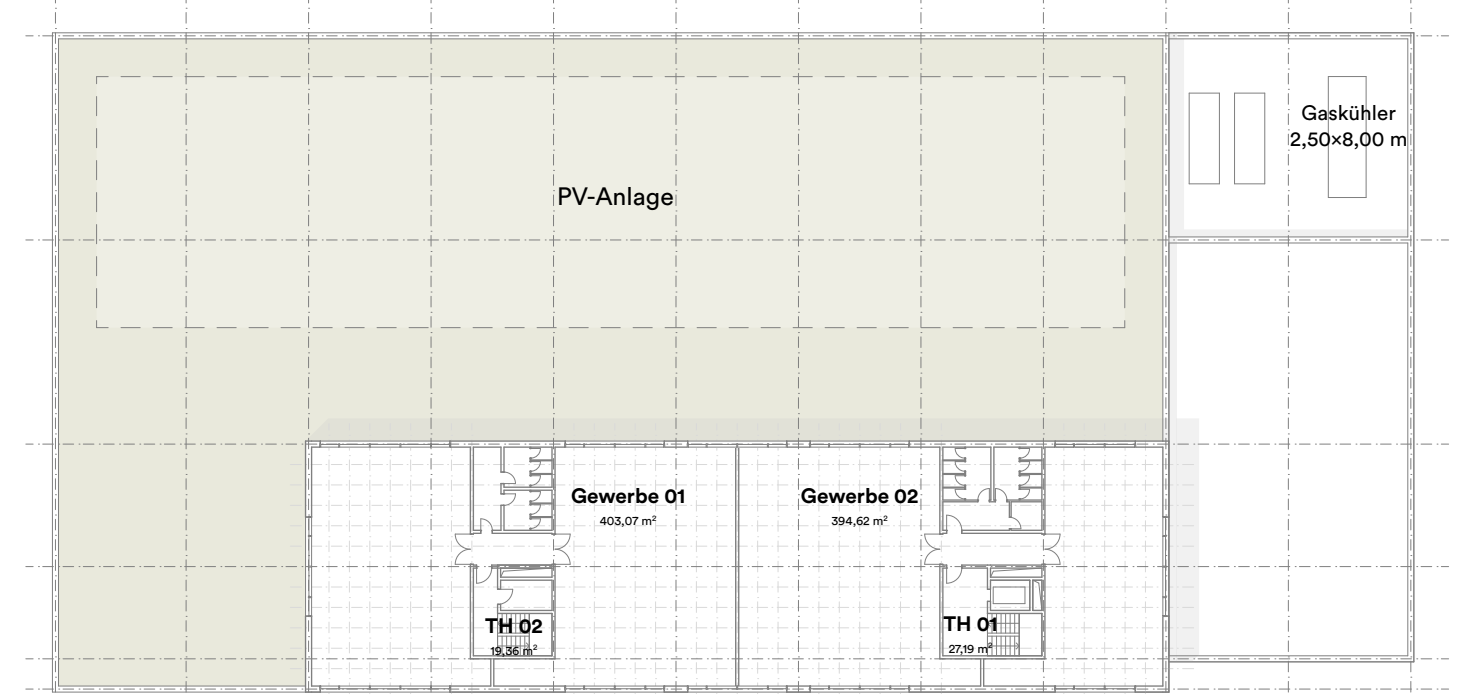 Gaskühler
2,50×8,00 m
PV-Anlage
Gewerbe 01
403,07 m²
Gewerbe 02
394,62 m²
TH 02
19,36 m²
TH 01
27,19 m²